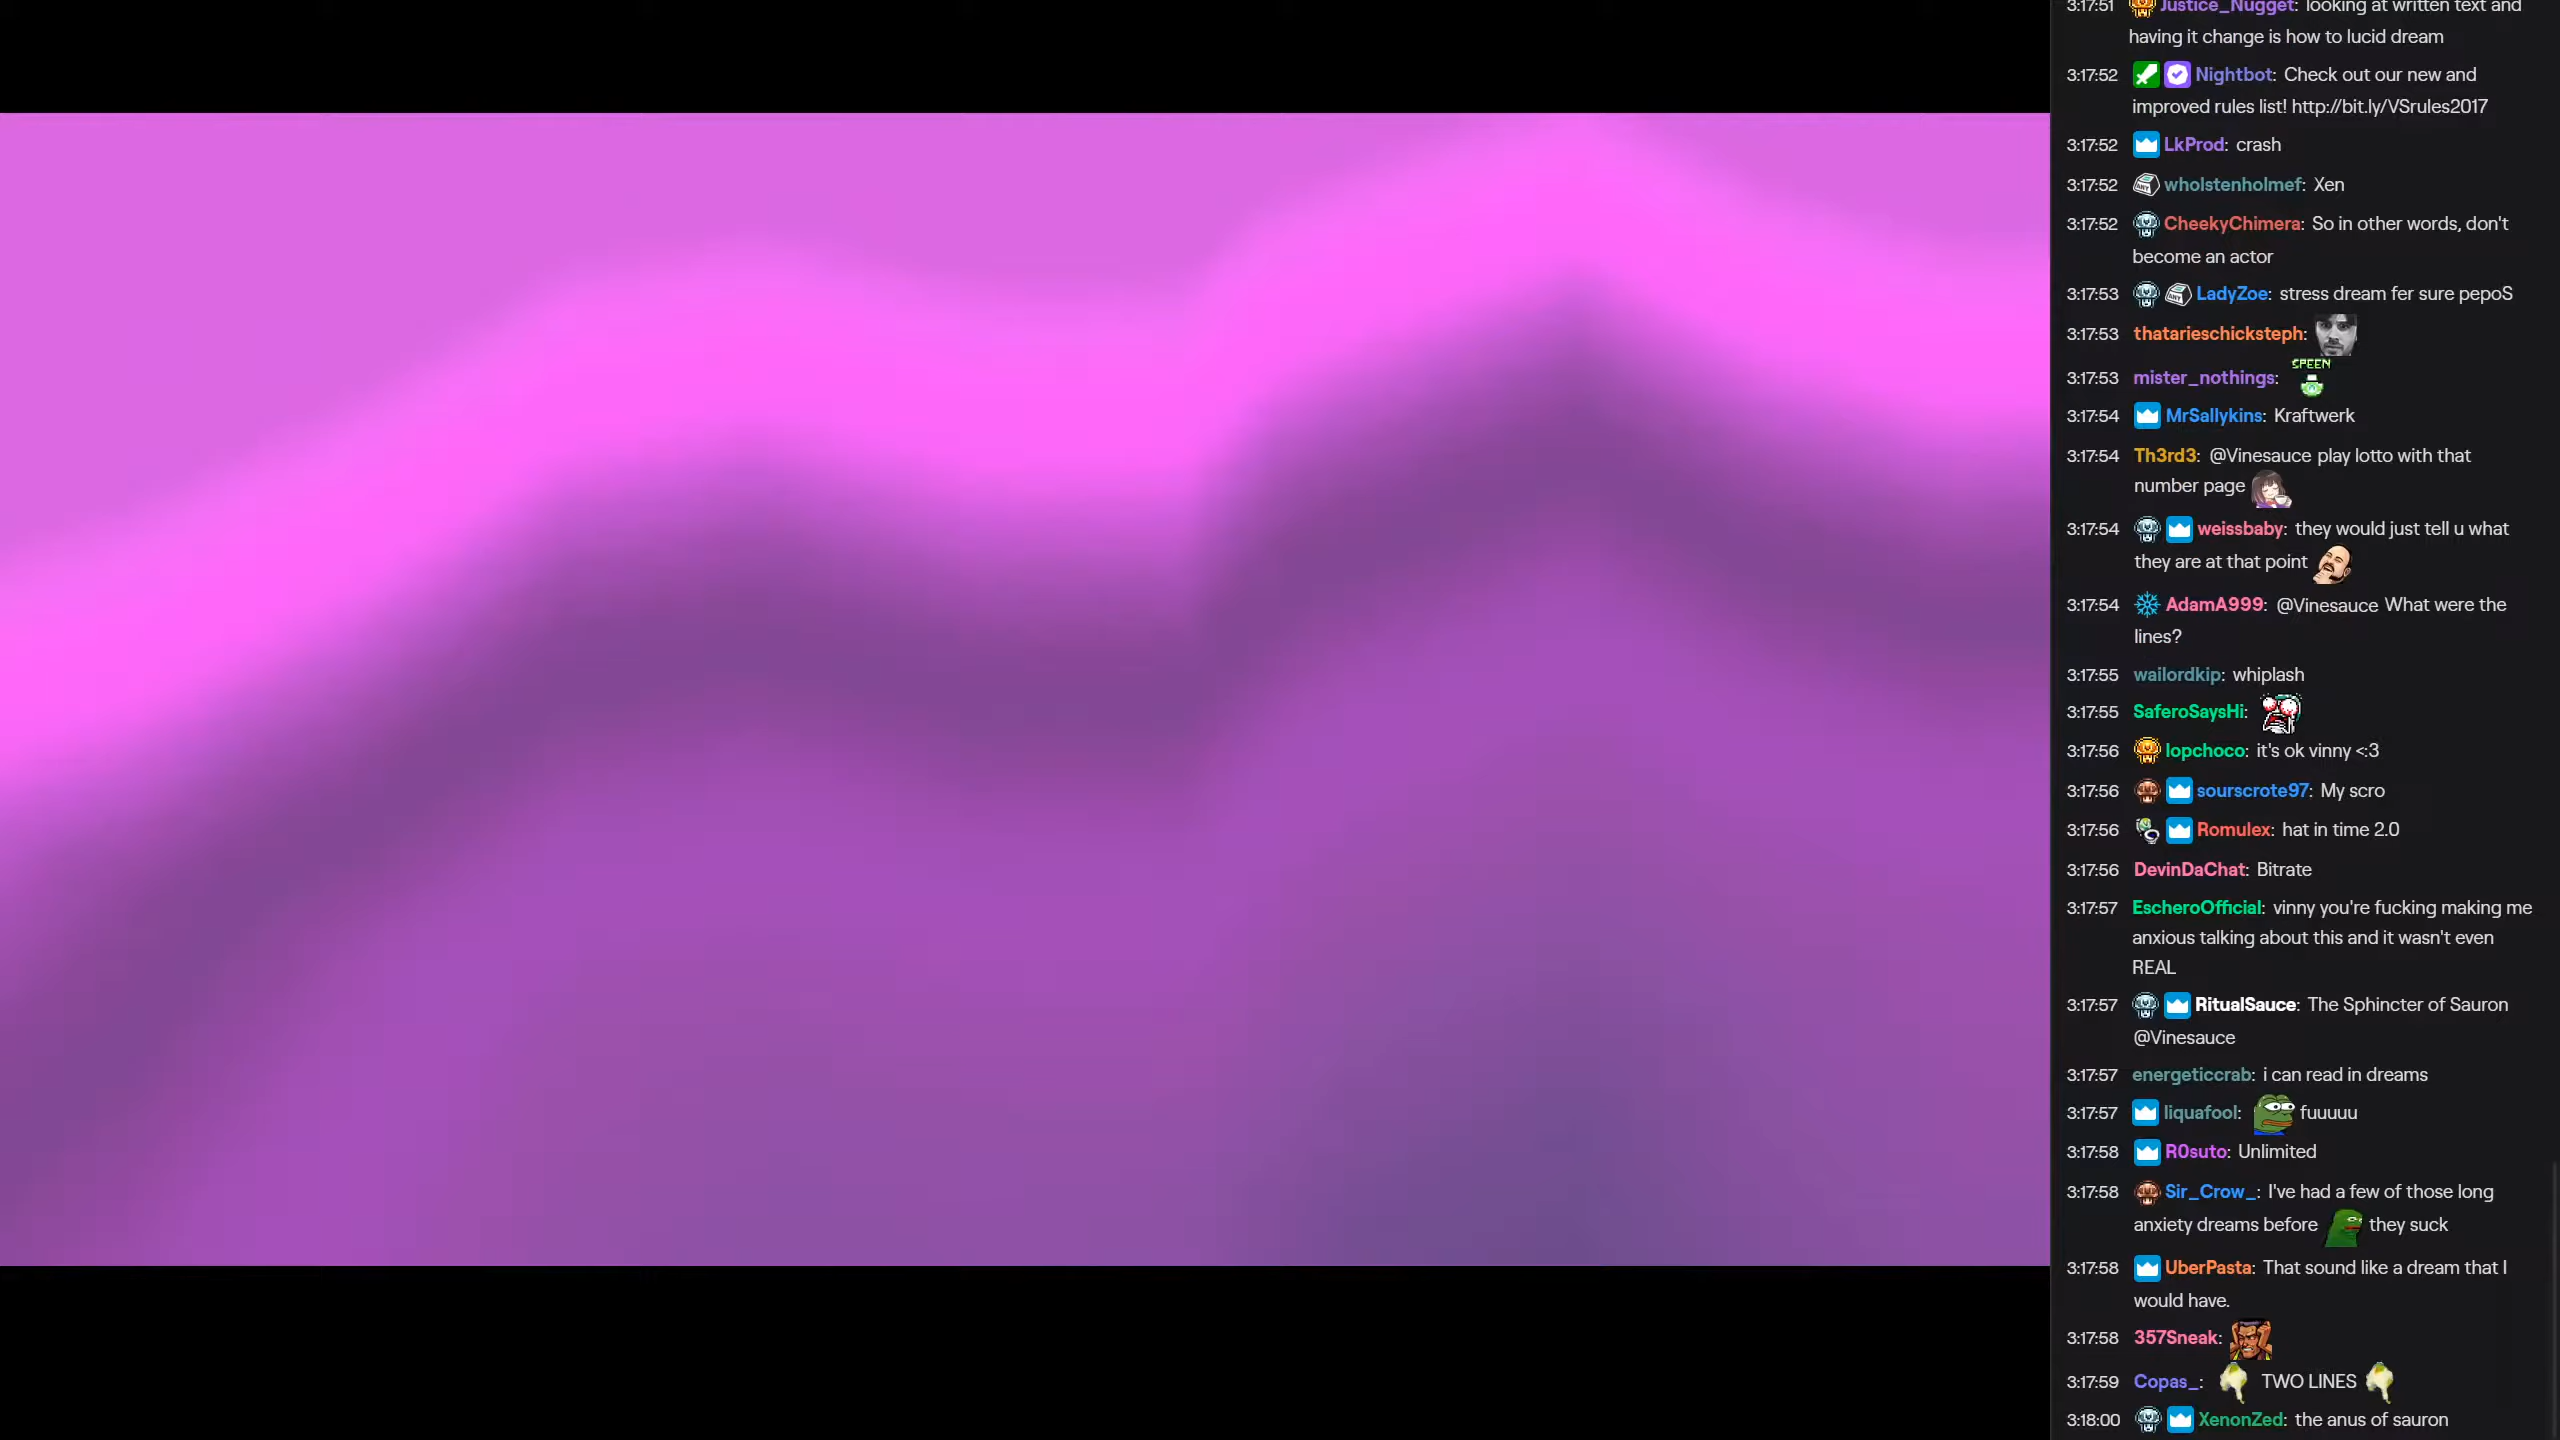 3:17:51 Justice_Nugget: looking at written text and
having it change is how to lucid dream
3:17:52 Nightbot: Check out our new and
improved rules list! http://bit.ly/VSrules2017
3:17:52 LkProd: crash
3:17:52 wholstenholmef: Xen
3:17:52 CheekyChimera: So in other words, don't
become an actor
3:17:53 LadyZoe: stress dream fer sure pepoS
3:17:53 thatarieschicksteph:
SPEEN
3:17:53 mister_nothings:
3:17:54 MrSallykins: Kraftwerk
3:17:54 Th3rd3: @Vinesauce play lotto with that
number page
3:17:54 weissbaby: they would just tell u what
they are at that point
3:17:54 AdamA999: @Vinesauce What were the
lines?
3:17:55 wailordkip: whiplash
3:17:55 SaferoSaysHi:
3:17:56 lopchoco: it's ok vinny <:3
3:17:56 sourscrote97: My scro
3:17:56 Romulex: hat in time 2.0
3:17:56 DevinDaChat: Bitrate
3:17:57 EscheroOfficial: vinny you're fucking making me
anxious talking about this and it wasn't even
REAL
3:17:57 RitualSauce: The Sphincter of Sauron
@Vinesauce
3:17:57 energeticcrab: i can read in dreams
3:17:57 liquafool: fuuuuu
3:17:58 R0suto: Unlimited
3:17:58 Sir_Crow_: I've had a few of those long
anxiety dreams before they suck
3:17:58 UberPasta: That sound like a dream that I
would have.
3:17:58 357Sneak:
3:17:59 Copas_: TWO LINES
3:18:00 XenonZed: the anus of sauron